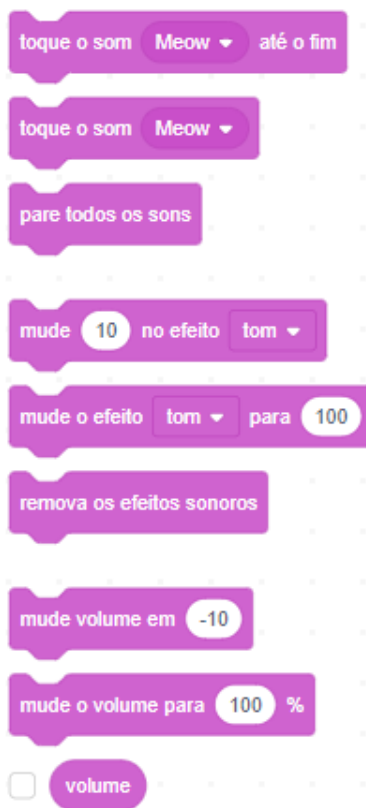 toque o som Meow até o fim
toque o som Meow
pare todos os sons
mude 10 no efeito tom
mude o efeito tom para 100
remova os efeitos sonoros
mude volume em -10
mude o volume para 100 %
volume